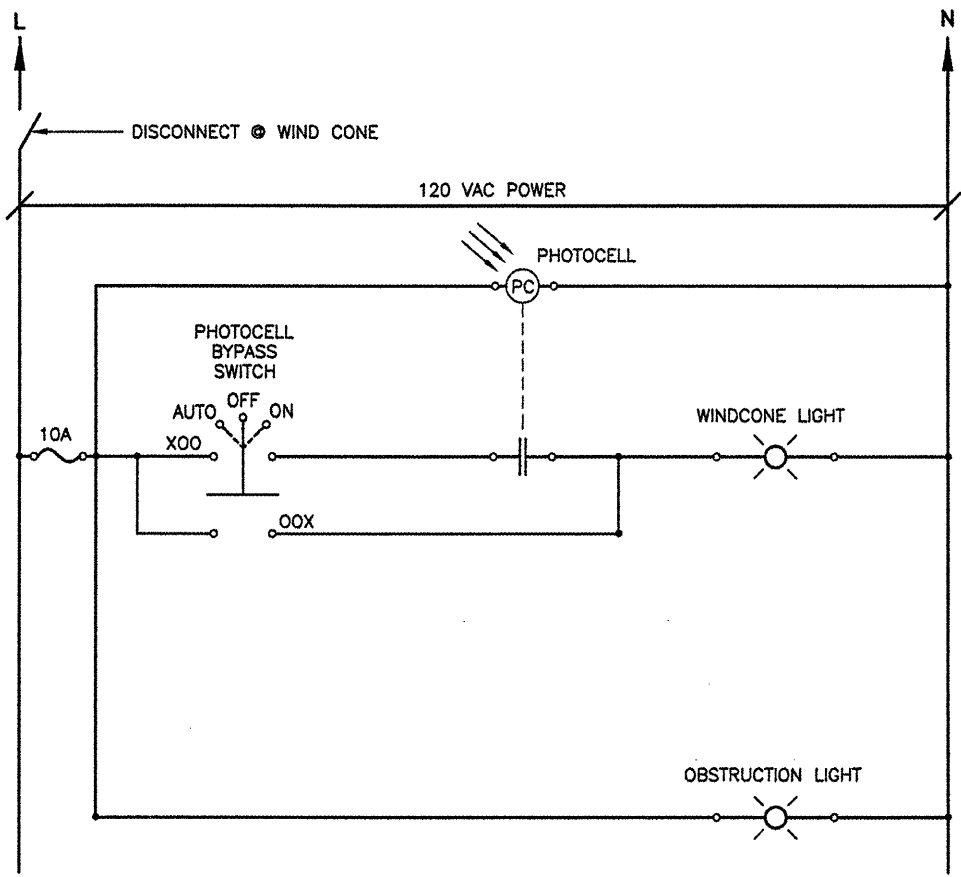 L
N
DISCONNECT @ WIND CONE
120 VAC POWER
PHOTOCELL
PC
PHOTOCELL
BYPASS
SWITCH
AUTO OFF ON
10A
XOO
WINDCONE LIGHT
OOX
OBSTRUCTION LIGHT